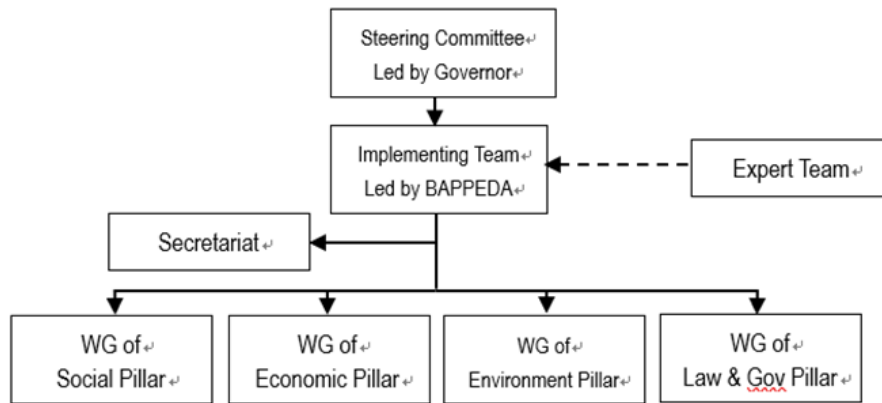 Steering Committee
Led by Governor
Implementing Team
Led by BAPPEDA
Expert Team
Secretariat
WG of
Social Pillar
WG of
Economic Pillar
WG of
Environment Pillar
WG of
Law & Gov Pillar